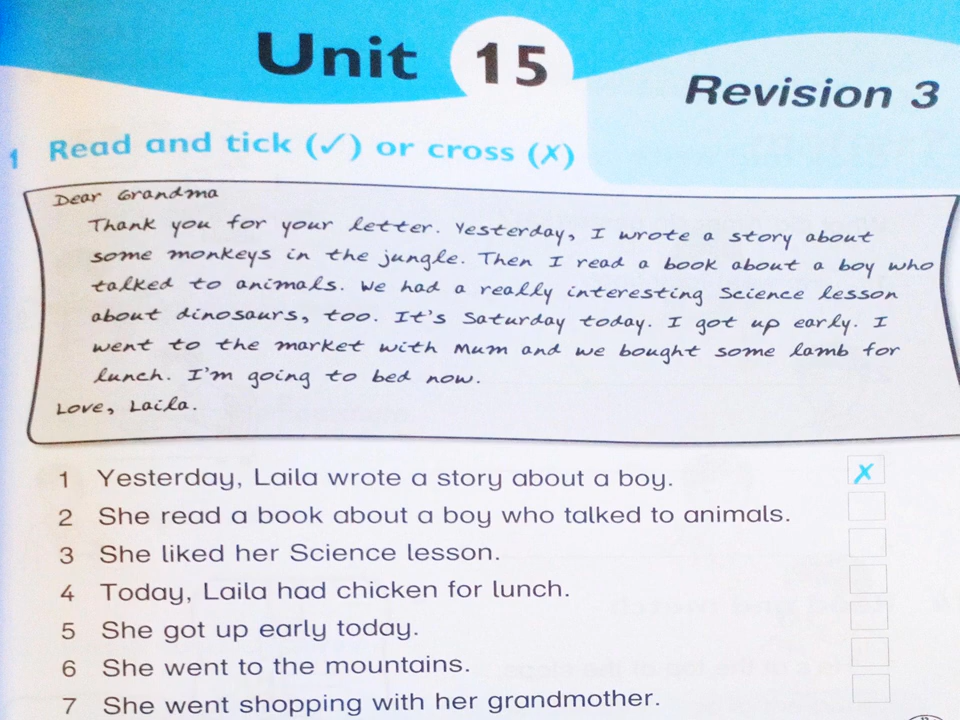 Unit 15
Revision 3
1 Read and tick (✓) or cross (✗)
Dear Grandma
Thank you for your letter. Yesterday, I wrote a story about
some monkeys in the jungle. Then I read a book about a boy who
talked to animals. We had a really interesting Science lesson
about dinosaurs, too. It's Saturday today. I got up early. I
went to the market with Mum and we bought some lamb for
lunch. I'm going to bed now.
Love, Laila.
1 Yesterday, Laila wrote a story about a boy. ✗
2 She read a book about a boy who talked to animals.
3 She liked her Science lesson.
4 Today, Laila had chicken for lunch.
5 She got up early today.
6 She went to the mountains.
7 She went shopping with her grandmother.